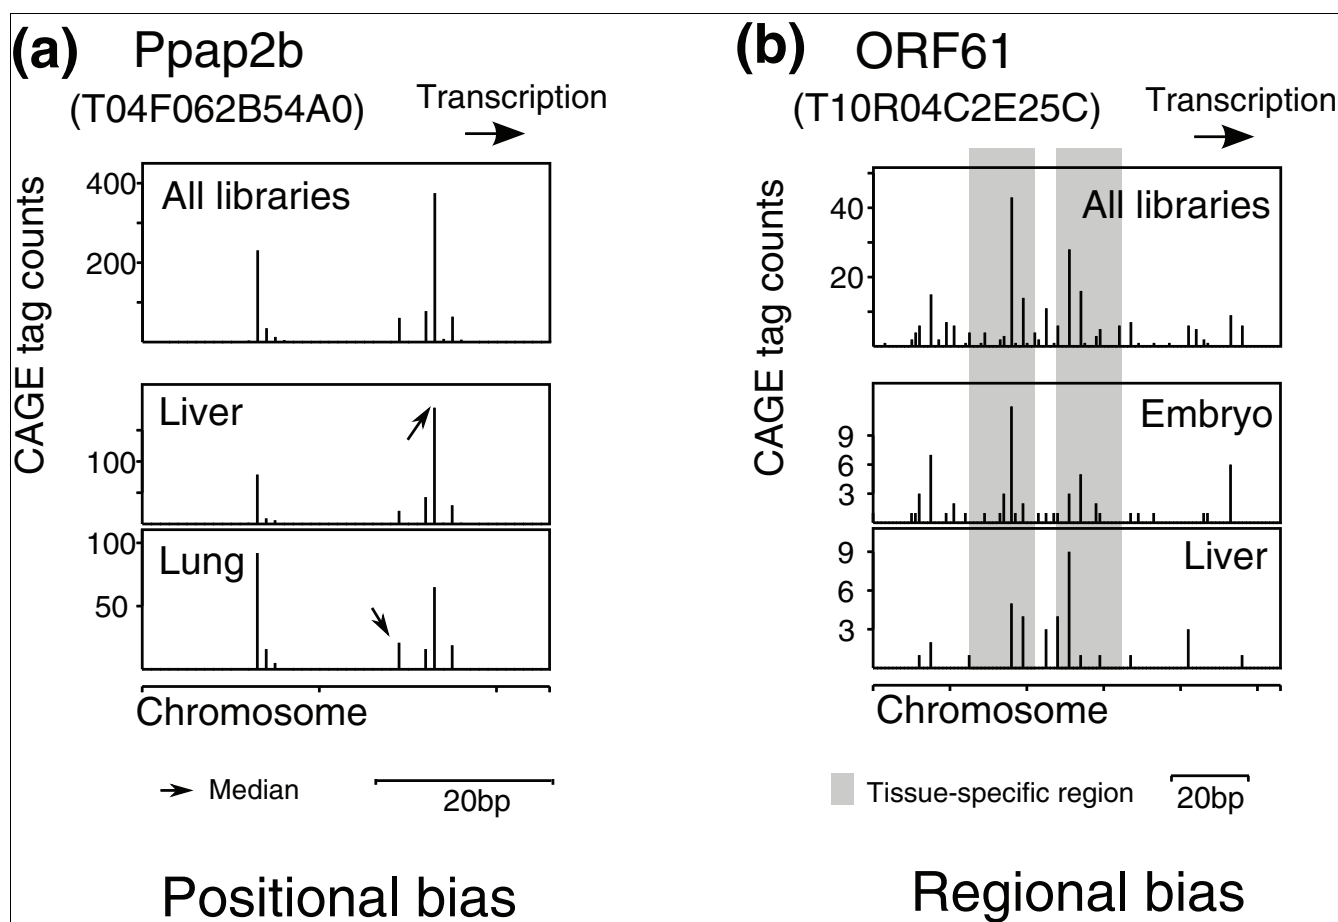 (a) Ppap2b
(T04F062B54A0)
Transcription
CAGE tag counts
400
200
All libraries
Liver
100
Lung
100
50
Chromosome
Median
20bp
Positional bias
(b) ORF61
(T10R04C2E25C)
Transcription
CAGE tag counts
40
20
All libraries
Embryo
9
6
3
Liver
9
6
3
Chromosome
Tissue-specific region
20bp
Regional bias